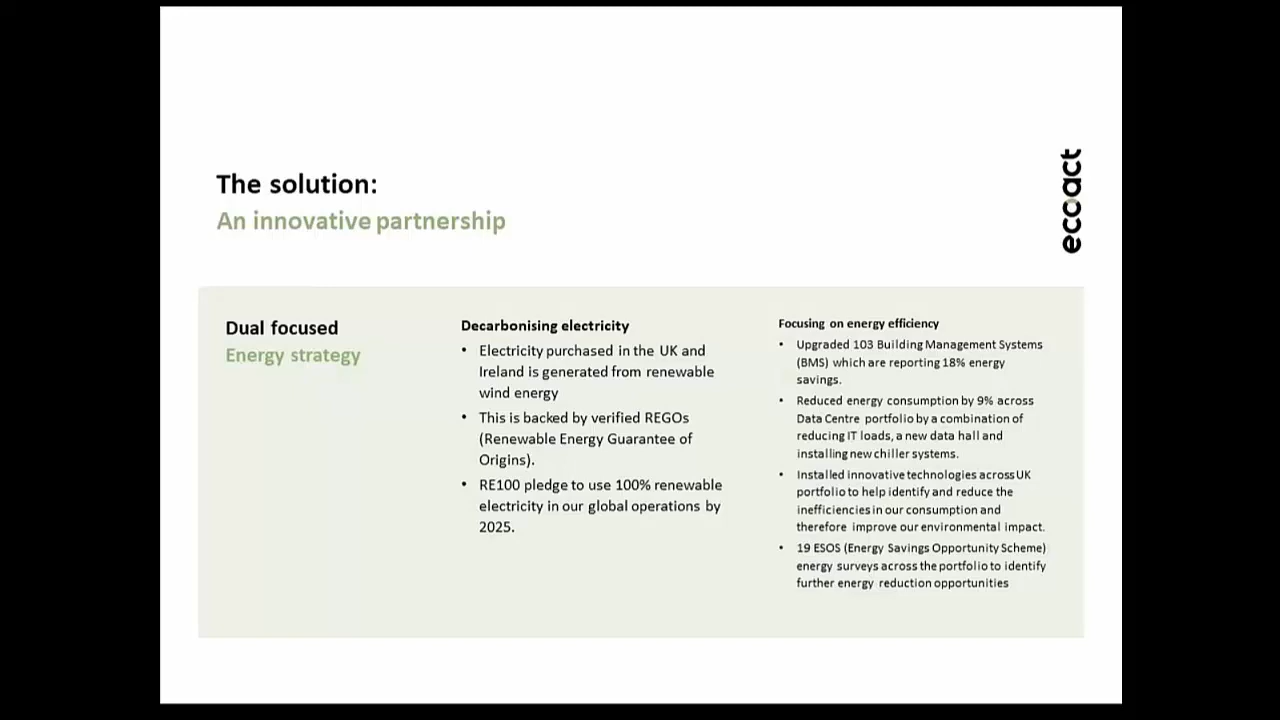 The solution:
An innovative partnership
ecoact
Dual focused
Energy strategy
Decarbonising electricity
• Electricity purchased in the UK and
Ireland is generated from renewable
wind energy
• This is backed by verified REGOs
(Renewable Energy Guarantee of
Origins).
• RE100 pledge to use 100% renewable
electricity in our global operations by
2025.
Focusing on energy efficiency
• Upgraded 103 Building Management Systems
(BMS) which are reporting 18% energy
savings.
• Reduced energy consumption by 9% across
Data Centre portfolio by a combination of
reducing IT loads, a new data hall and
installing new chiller systems.
• Installed innovative technologies across UK
portfolio to help identify and reduce the
inefficiencies in our consumption and
therefore improve our environmental impact.
• 19 ESOS (Energy Savings Opportunity Scheme)
energy surveys across the portfolio to identify
further energy reduction opportunities